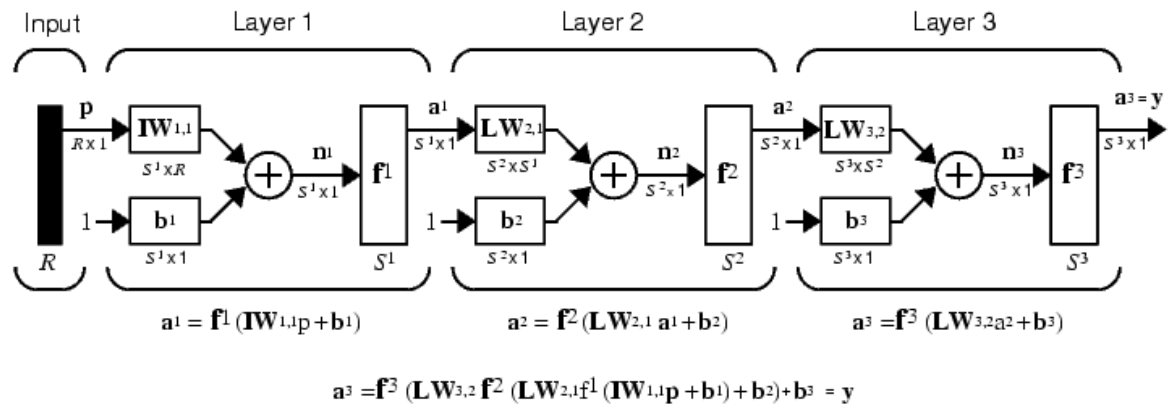 Input Layer 1 Layer 2 Layer 3
p a¹ a² a³ = y
IW1,1 LW2,1 LW3,2
R x 1 S¹ x 1 S² x 1 S³ x 1
n¹ n² n³
S¹ x R S² x S¹ S³ x S²
f¹ f² f³
S¹ x 1 S² x 1 S³ x 1
1 b¹ 1 b² 1 b³
S¹ x 1 S² x 1 S³ x 1
R S¹ S² S³
a¹ = f¹ (IW1,1p + b¹) a² = f² (LW2,1 a¹ + b²) a³ = f³ (LW3,2a² + b³)
a³ = f³ (LW3,2 f² (LW2,1f¹ (IW1,1p + b¹) + b²) + b³ = y